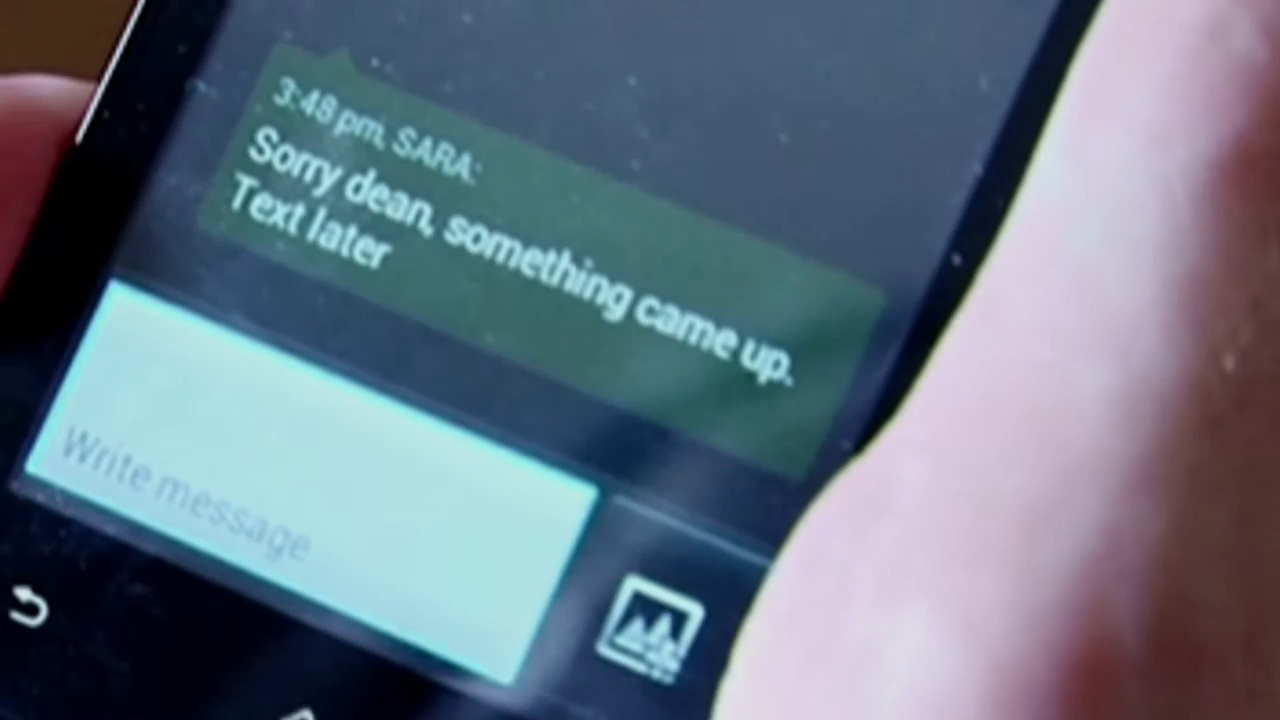 3:48 pm, SARA:
Sorry dean, something came up.
Text later
Write message